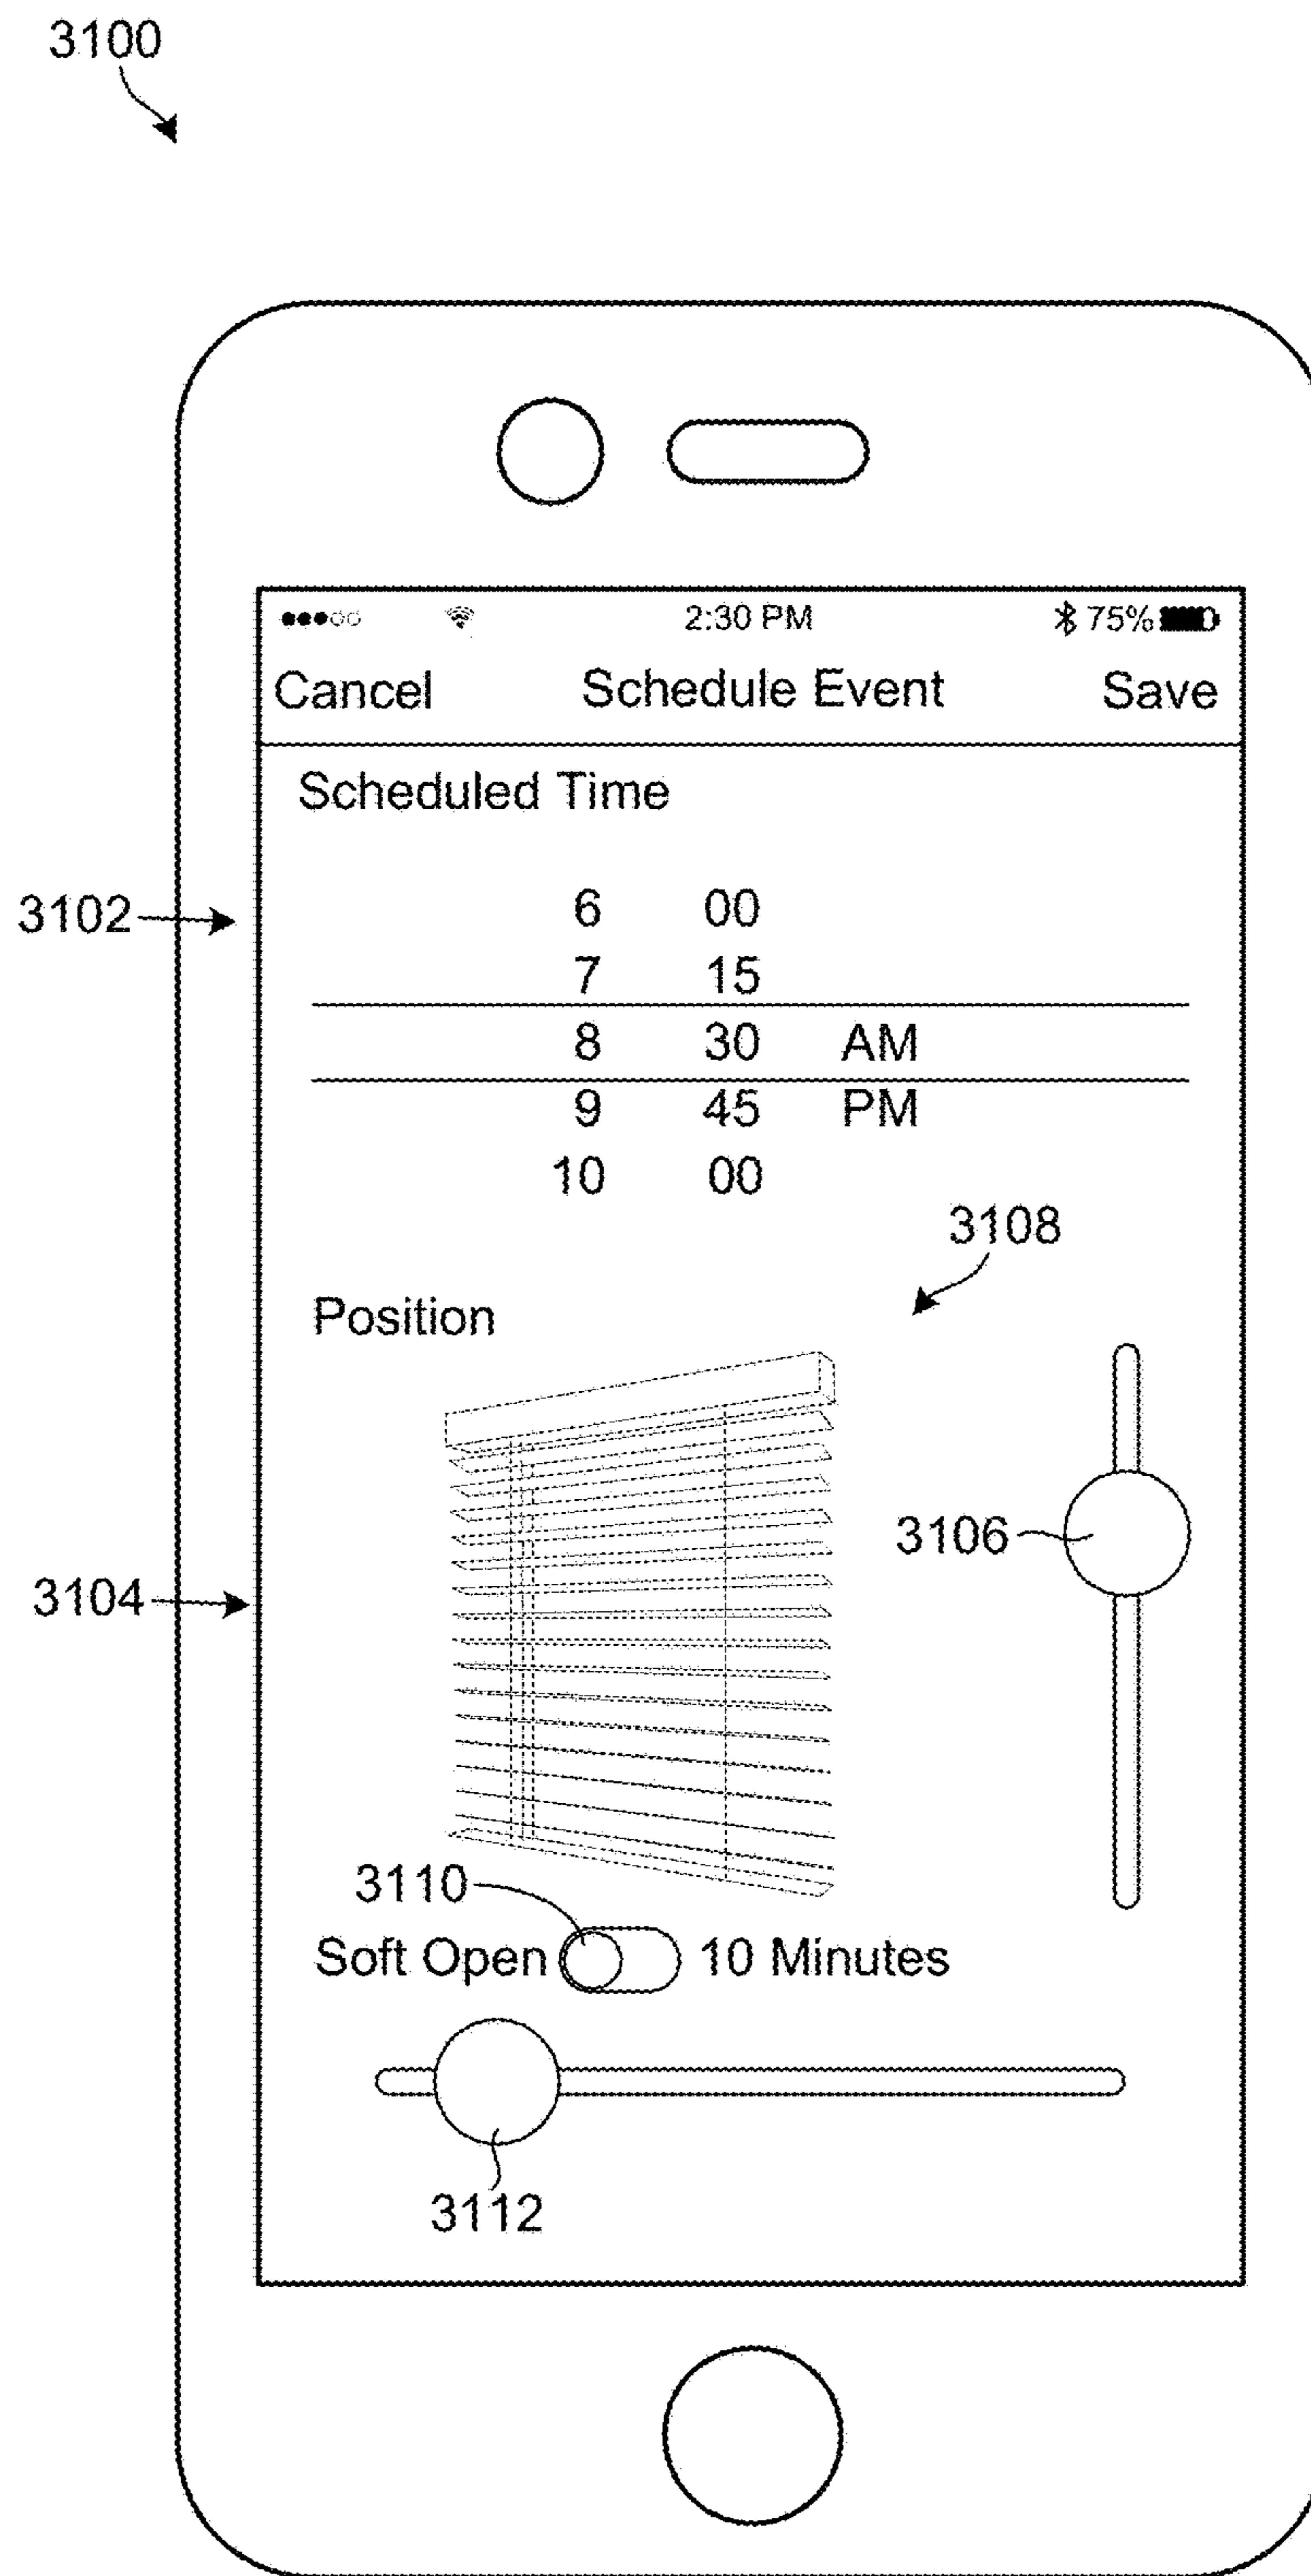 3100
2:30 PM 75%
Cancel Schedule Event Save
Scheduled Time
3102
6 00
7 15
8 30 AM
9 45 PM
10 00
3108
Position
3106
3104
3110
Soft Open 10 Minutes
3112